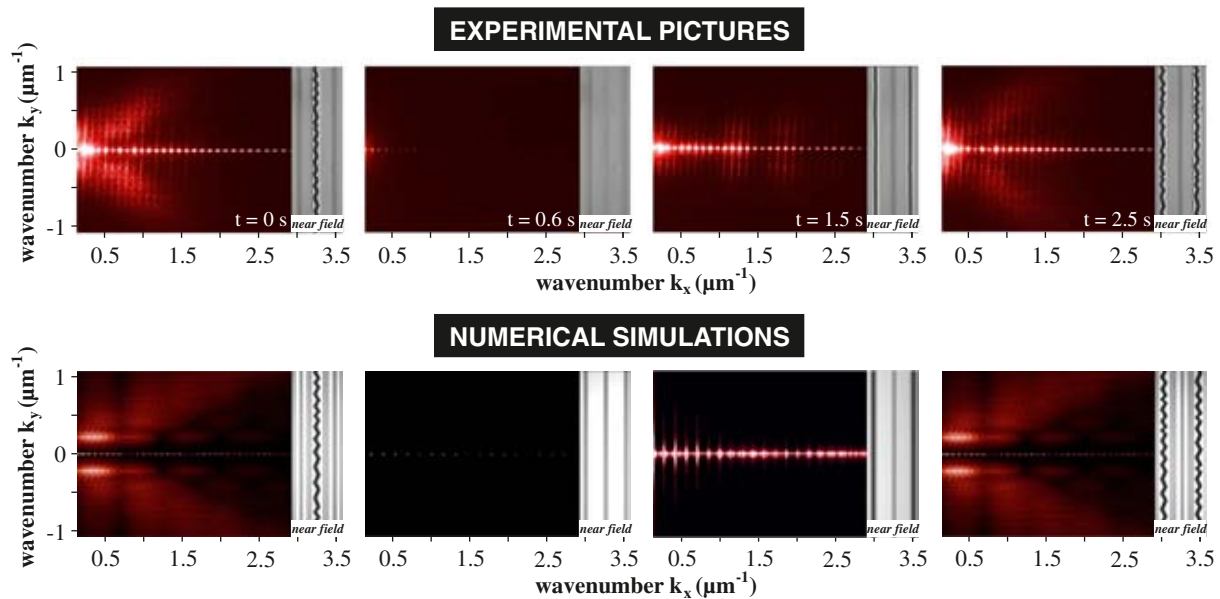 EXPERIMENTAL PICTURES
wavenumber k_y (µm⁻¹)
1
0
-1
t = 0 s near field
t = 0.6 s near field
t = 1.5 s near field
t = 2.5 s near field
0.5 1.5 2.5 3.5 0.5 1.5 2.5 3.5 0.5 1.5 2.5 3.5 0.5 1.5 2.5 3.5
wavenumber k_x (µm⁻¹)
NUMERICAL SIMULATIONS
wavenumber k_y (µm⁻¹)
1
0
-1
near field near field near field near field
0.5 1.5 2.5 3.5 0.5 1.5 2.5 3.5 0.5 1.5 2.5 3.5 0.5 1.5 2.5 3.5
wavenumber k_x (µm⁻¹)